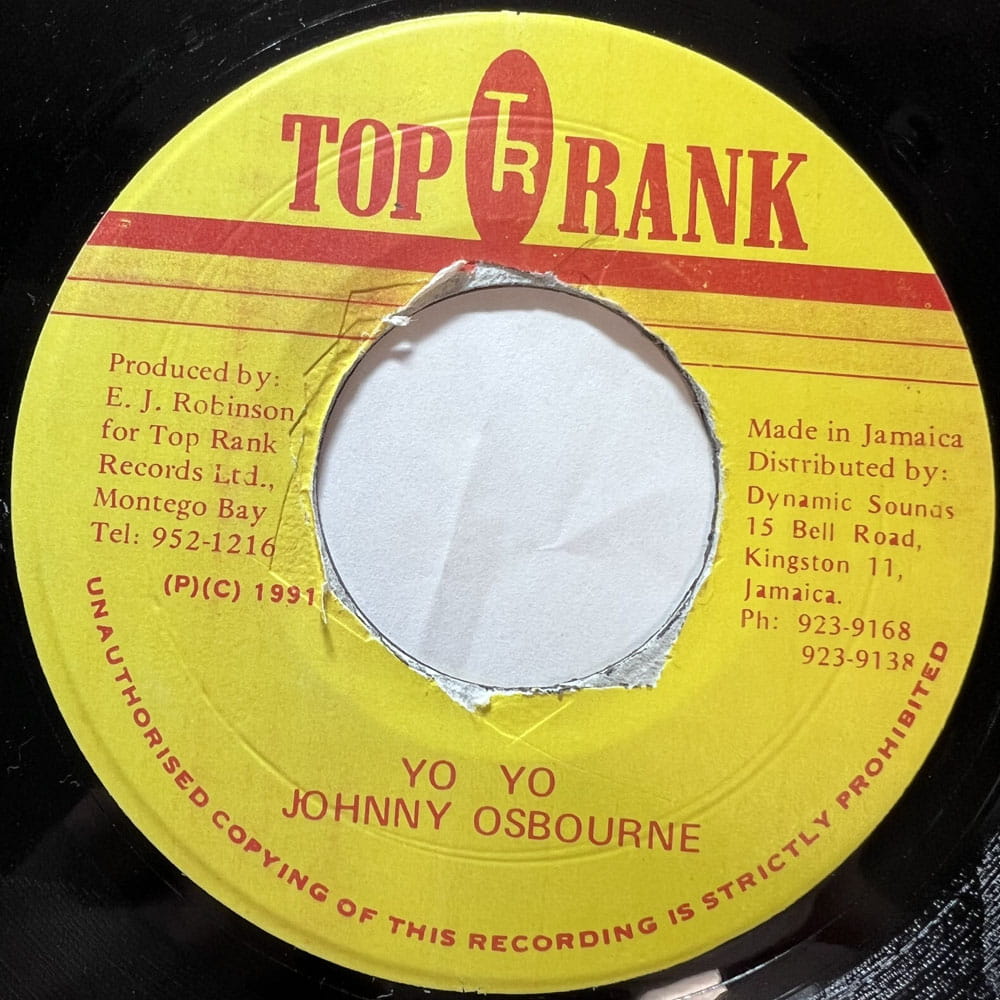 TOP TR RANK
Produced by:
E. J. Robinson
for Top Rank
Records Ltd.,
Montego Bay
Tel: 952-1216
(P)(C) 1991
Made in Jamaica
Distributed by:
Dynamic Sounds
15 Bell Road,
Kingston 11,
Jamaica.
Ph: 923-9168
923-9138
YO YO
JOHNNY OSBOURNE
UNAUTHORISED COPYING OF THIS RECORDING IS STRICTLY PROHIBITED